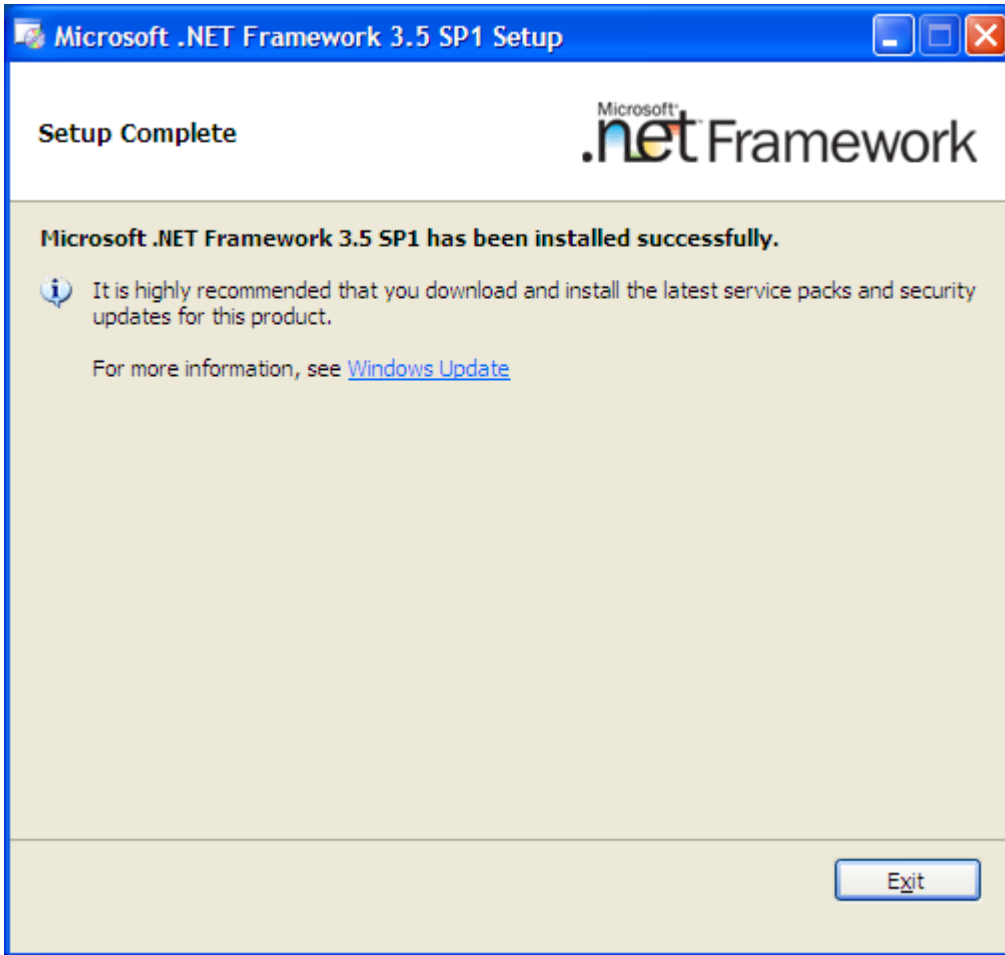 Microsoft .NET Framework 3.5 SP1 Setup
Setup Complete
Microsoft
.net Framework
Microsoft .NET Framework 3.5 SP1 has been installed successfully.
It is highly recommended that you download and install the latest service packs and security
updates for this product.
For more information, see Windows Update
Exit